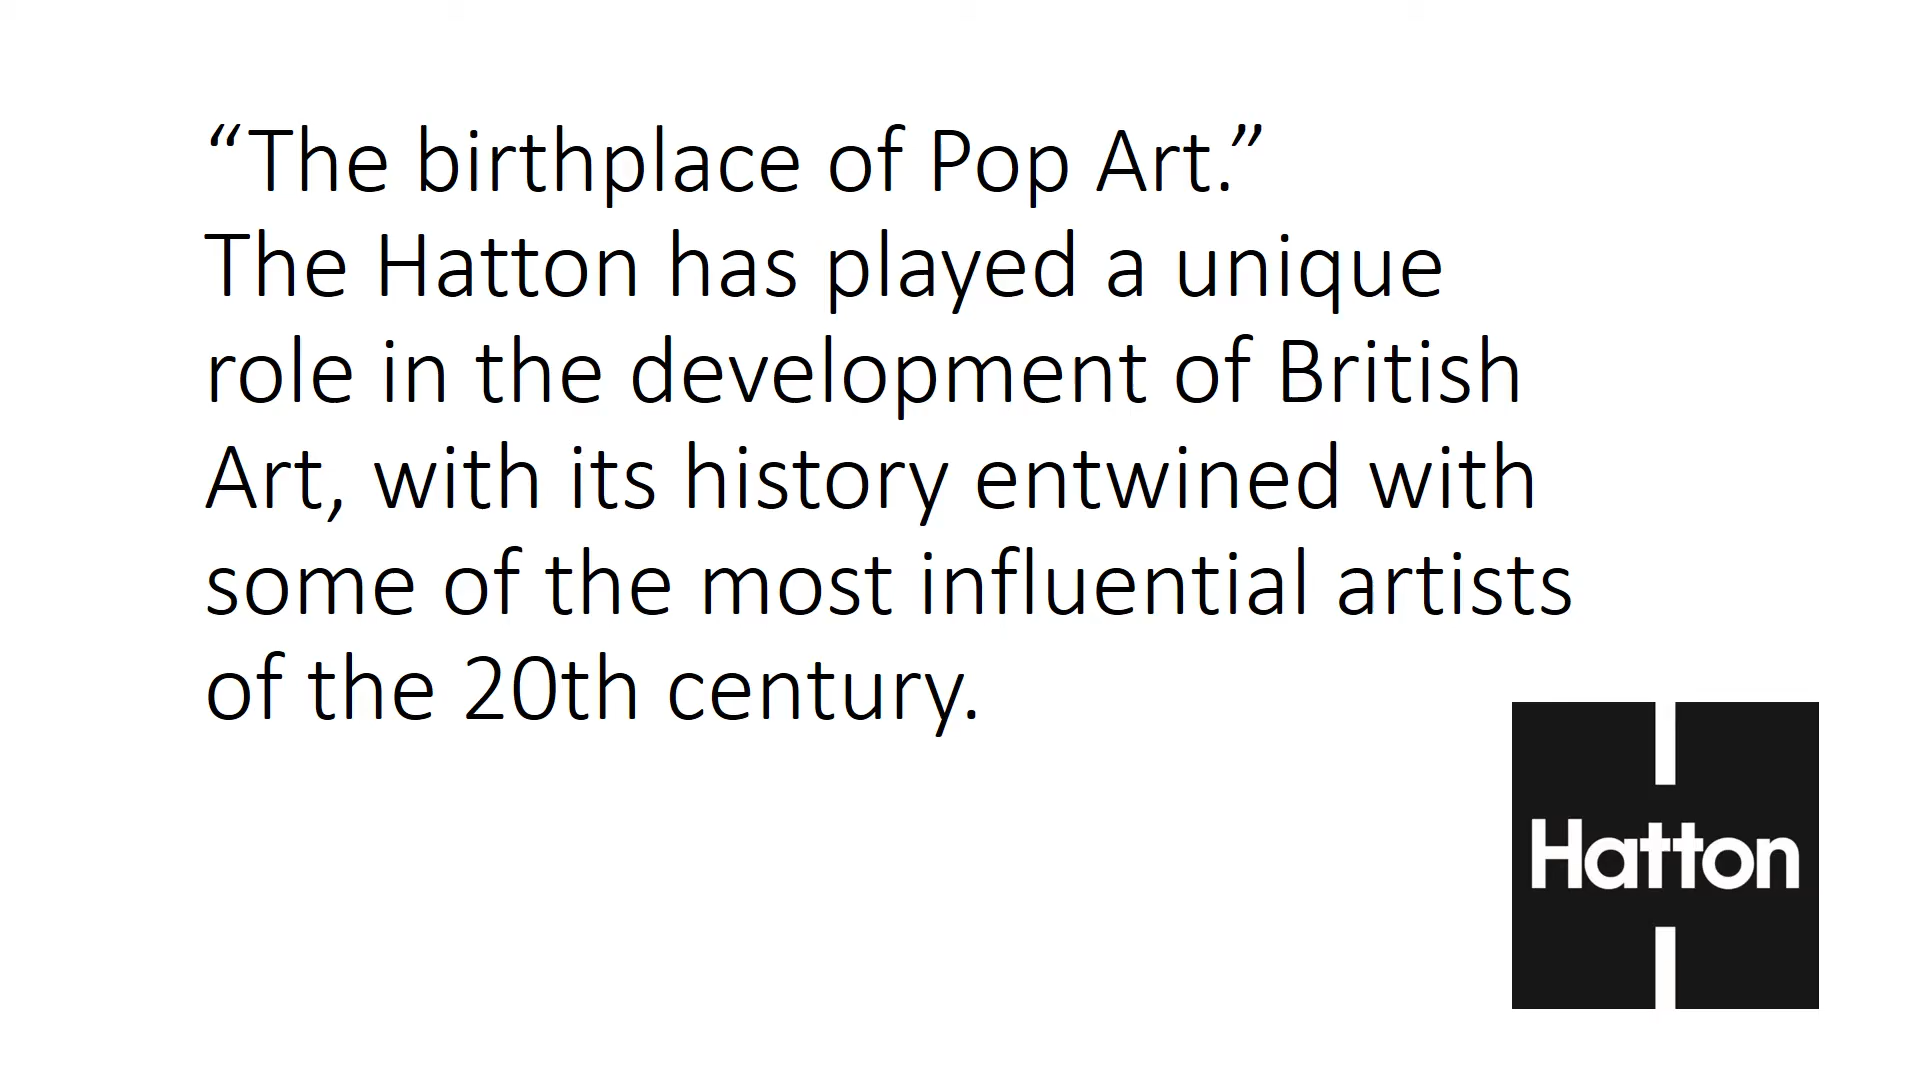 “The birthplace of Pop Art.”
The Hatton has played a unique
role in the development of British
Art, with its history entwined with
some of the most influential artists
of the 20th century.
Hatton